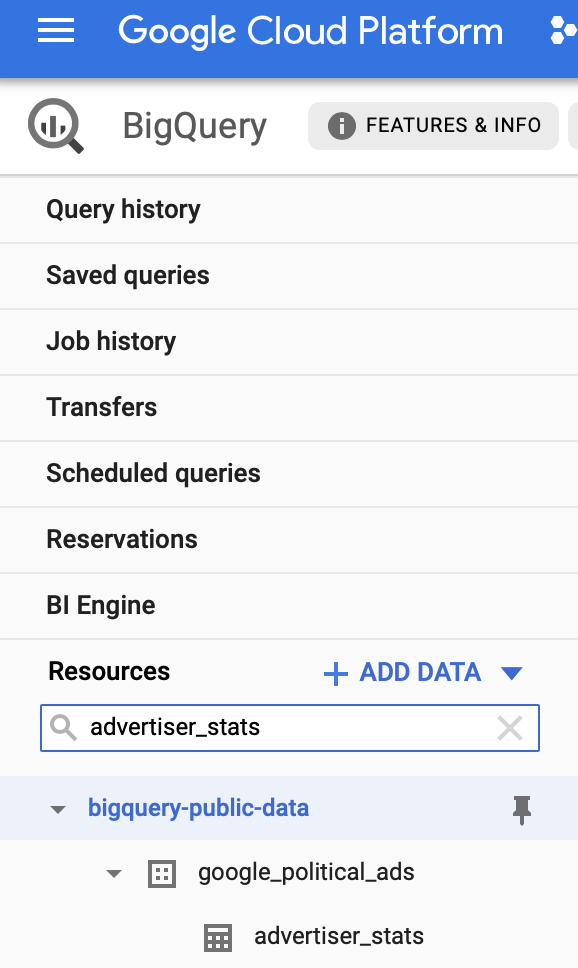 Google Cloud Platform
BigQuery
FEATURES & INFO
Query history
Saved queries
Job history
Transfers
Scheduled queries
Reservations
BI Engine
Resources
+ ADD DATA
advertiser_stats
bigquery-public-data
google_political_ads
advertiser_stats